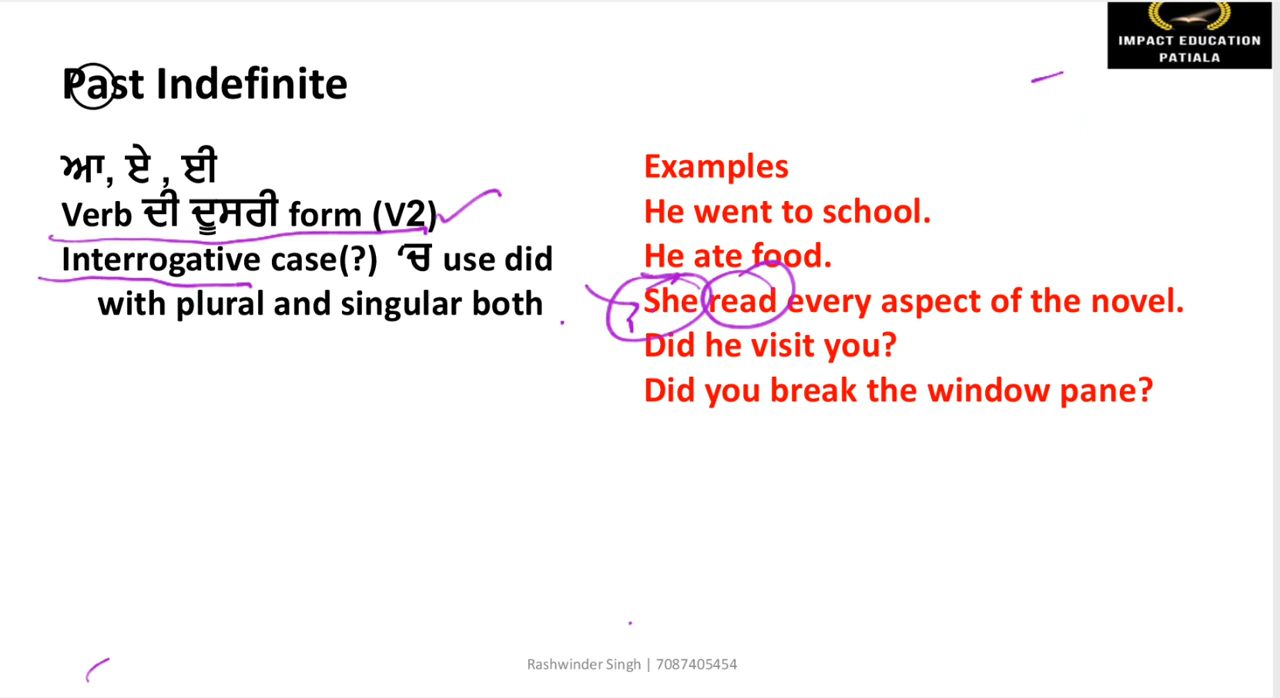 IMPACT EDUCATION
PATIALA
Past Indefinite
ਆ, ਏ , ਈ
Verb ਦੀ ਦੂਸਰੀ form (V2)
Interrogative case(?) ‘ਚ use did
with plural and singular both
Examples
He went to school.
He ate food.
She read every aspect of the novel.
Did he visit you?
Did you break the window pane?
Rashwinder Singh | 7087405454